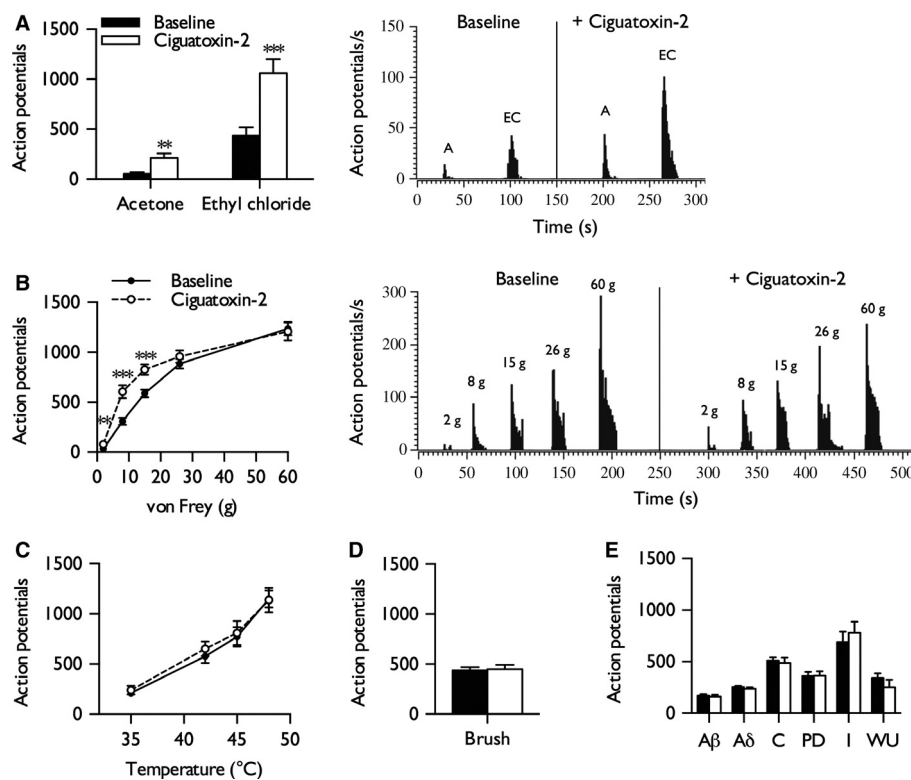 A
Baseline
Ciguatoxin-2
Action potentials
1500
1000
500
0
**
***
Acetone
Ethyl chloride
Baseline
+ Ciguatoxin-2
Action potentials/s
150
100
50
0
A
EC
A
EC
0 50 100 150 200 250 300
Time (s)
B
Baseline
Ciguatoxin-2
Action potentials
1500
1000
500
0
**
***
***
0 10 20 30 40 50 60
von Frey (g)
Baseline
+ Ciguatoxin-2
Action potentials/s
300
200
100
0
2 g
8 g
15 g
26 g
60 g
2 g
8 g
15 g
26 g
60 g
0 50 100 150 200 250 300 350 400 450 500
Time (s)
C
Action potentials
1500
1000
500
0
35 40 45 50
Temperature (°C)
D
Action potentials
1500
1000
500
0
Brush
E
Action potentials
1500
1000
500
0
Aβ Aδ C PD I WU